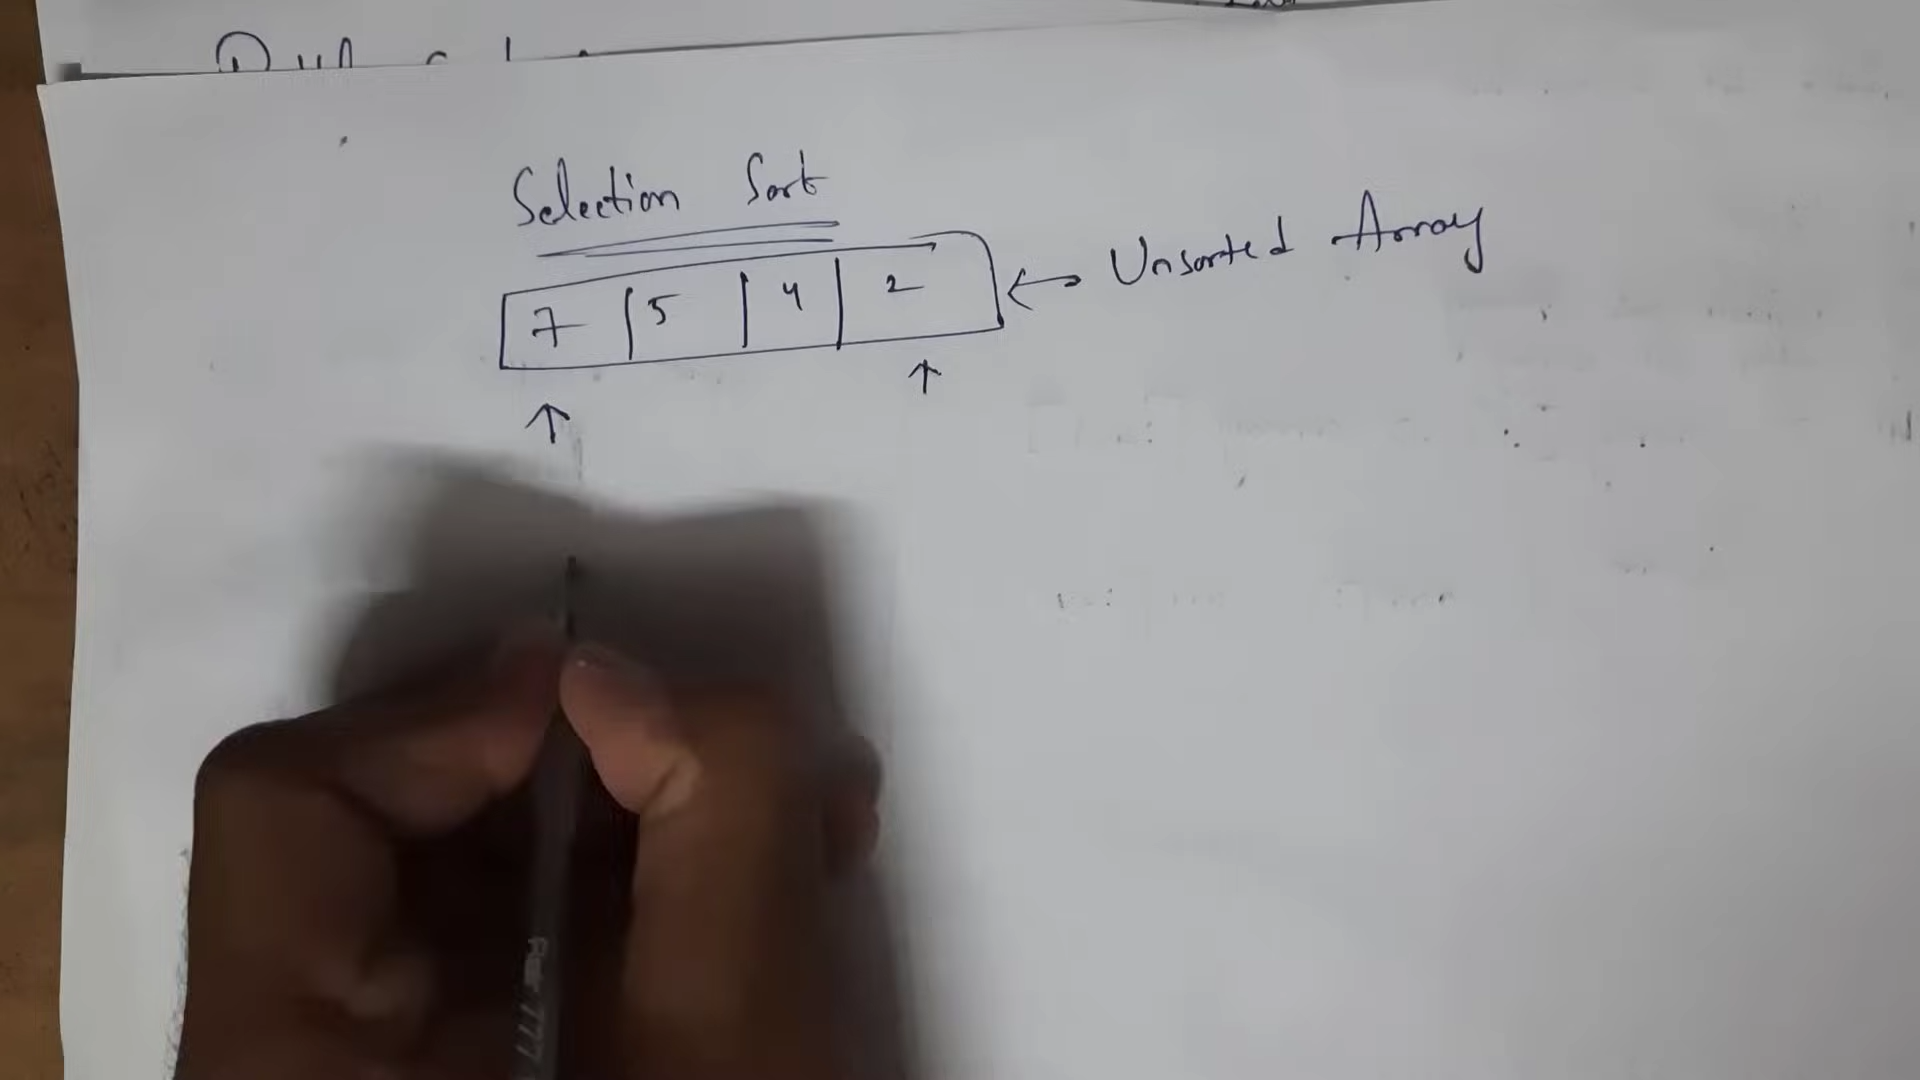 Selection Sort
7 5 4 2 ↔ Unsorted Array
↑ ↑